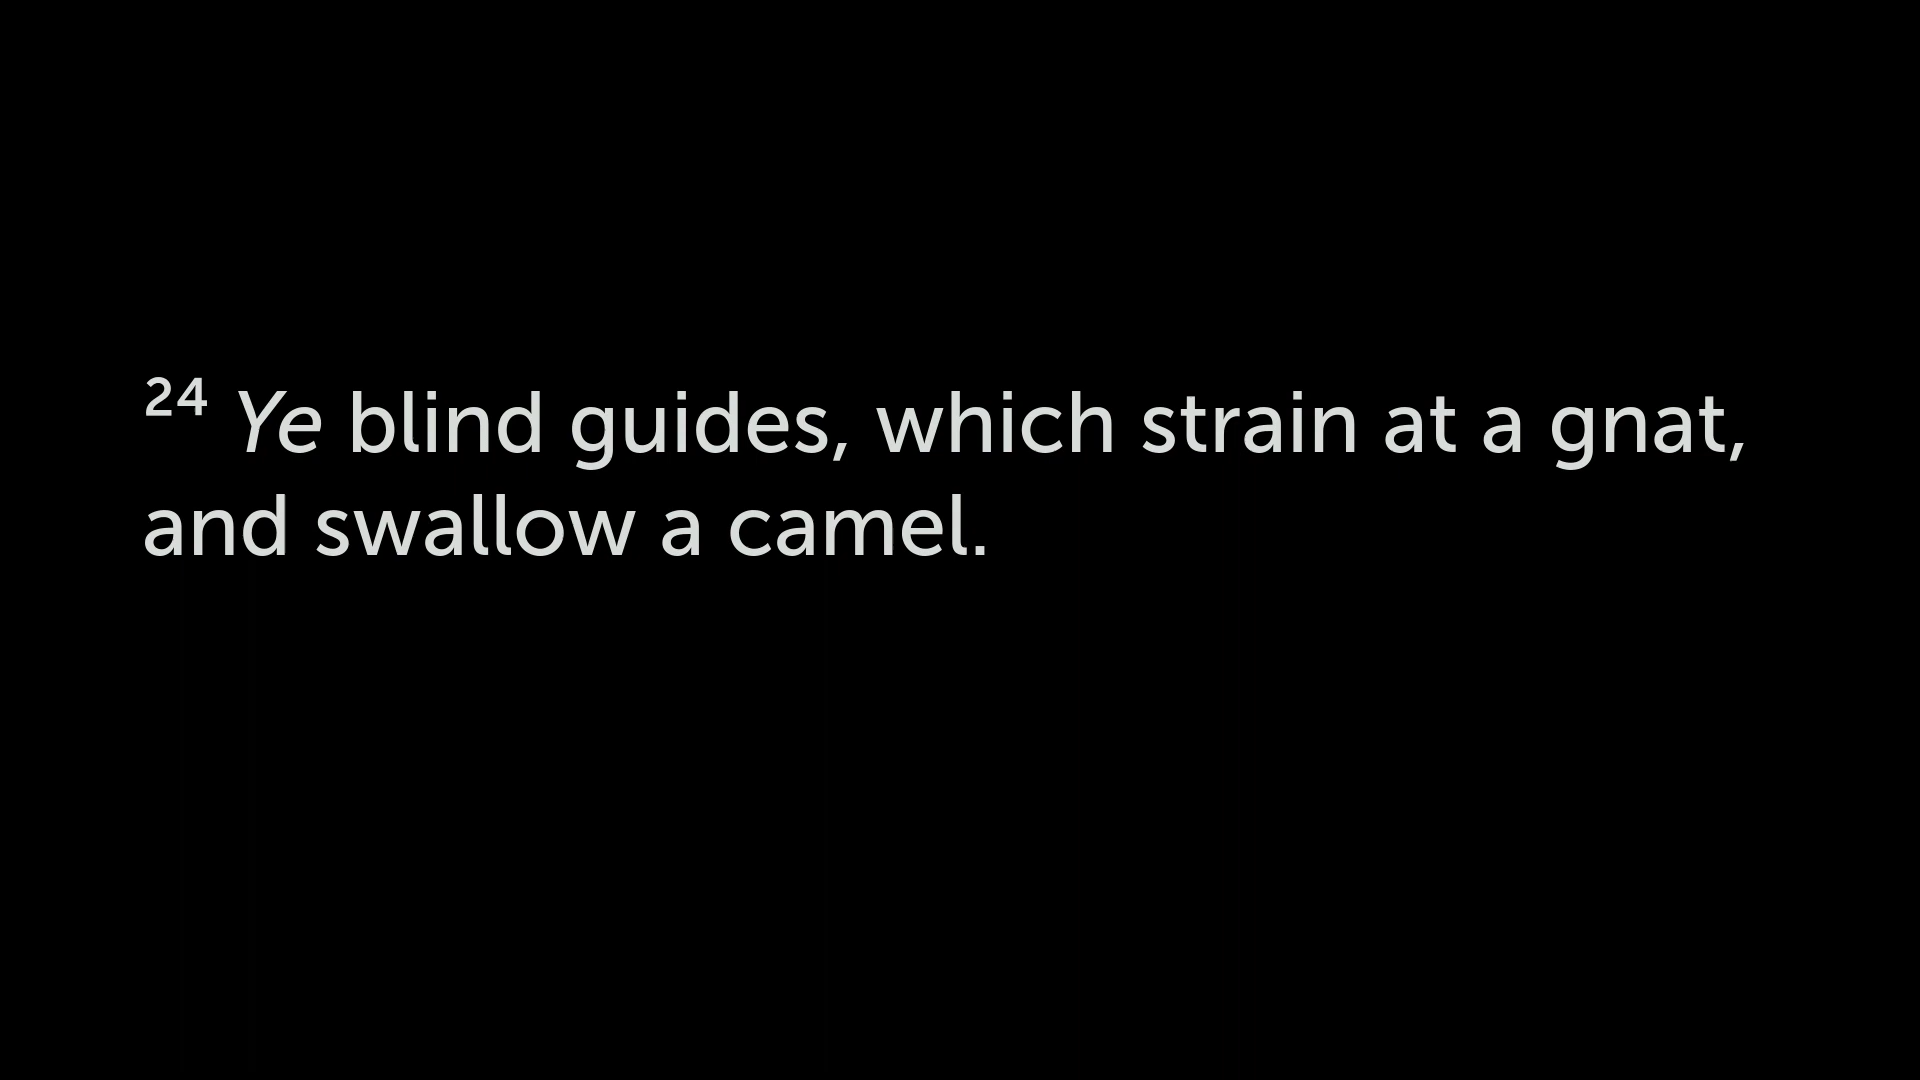 24 Ye blind guides, which strain at a gnat,
and swallow a camel.